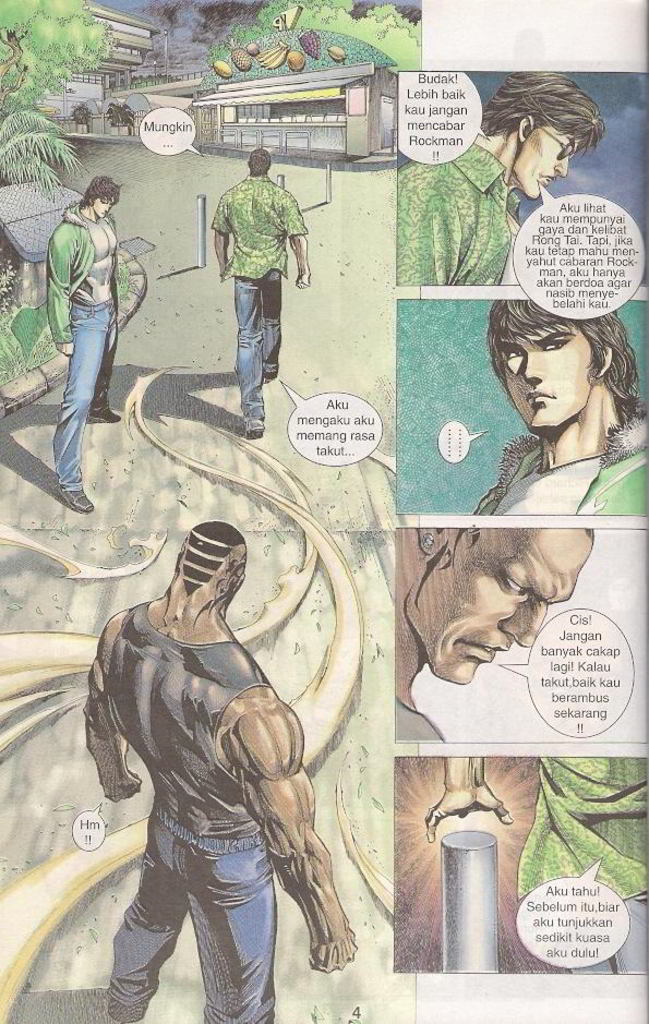 Mungkin
...
Budak!
Lebih baik
kau jangan
mencabar
Rockman
!!
Aku lihat
kau mempunyai
gaya dan kelibat
Rong Tai. Tapi, jika
kau tetap mahu men-
yahut cabaran Rock-
man, aku hanya
akan berdoa agar
nasib menye-
belahi kau.
Aku
mengaku aku
memang rasa
takut...
......
Cis!
Jangan
banyak cakap
lagi! Kalau
takut,baik kau
berambus
sekarang
!!
Hm
!!
Aku tahu!
Sebelum itu,biar
aku tunjukkan
sedikit kuasa
aku dulu!
4